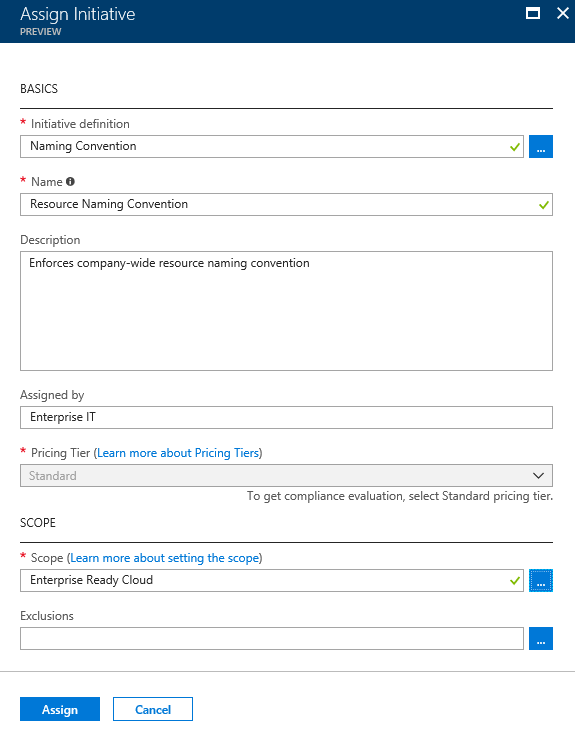 Assign Initiative
PREVIEW
BASICS
* Initiative definition
Naming Convention
...
* Name
Resource Naming Convention
Description
Enforces company-wide resource naming convention
Assigned by
Enterprise IT
* Pricing Tier (Learn more about Pricing Tiers)
Standard
To get compliance evaluation, select Standard pricing tier.
SCOPE
* Scope (Learn more about setting the scope)
Enterprise Ready Cloud
...
Exclusions
...
Assign
Cancel